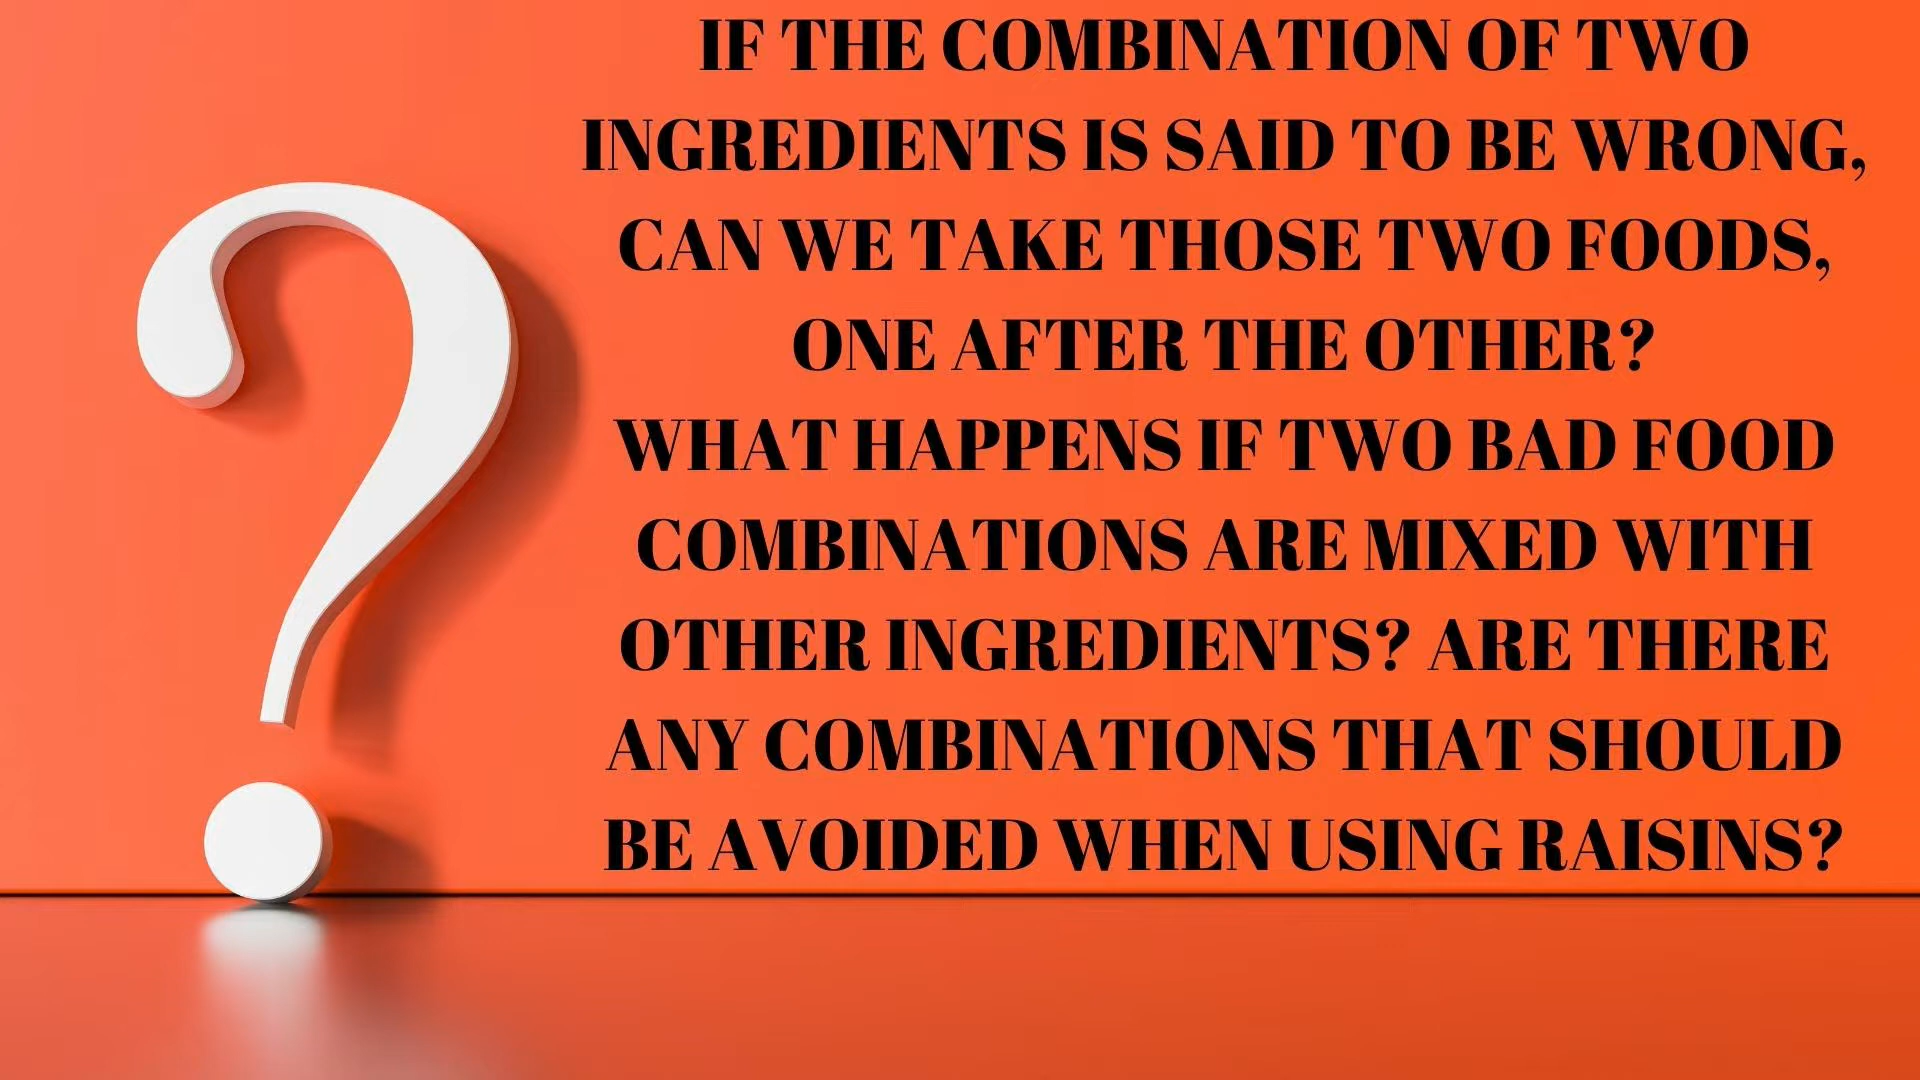 IF THE COMBINATION OF TWO
INGREDIENTS IS SAID TO BE WRONG,
CAN WE TAKE THOSE TWO FOODS,
ONE AFTER THE OTHER?
WHAT HAPPENS IF TWO BAD FOOD
COMBINATIONS ARE MIXED WITH
OTHER INGREDIENTS? ARE THERE
ANY COMBINATIONS THAT SHOULD
BE AVOIDED WHEN USING RAISINS?